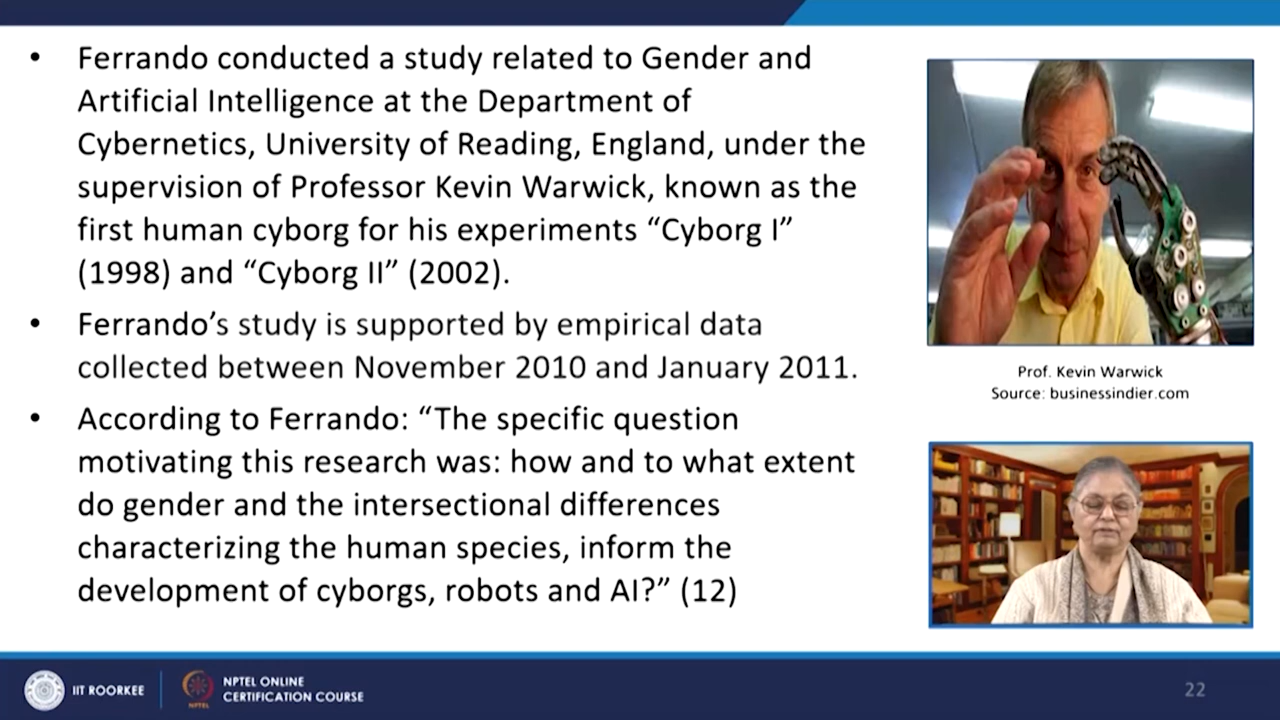 • Ferrando conducted a study related to Gender and
Artificial Intelligence at the Department of
Cybernetics, University of Reading, England, under the
supervision of Professor Kevin Warwick, known as the
first human cyborg for his experiments “Cyborg I”
(1998) and “Cyborg II” (2002).
• Ferrando’s study is supported by empirical data
collected between November 2010 and January 2011.
• According to Ferrando: “The specific question
motivating this research was: how and to what extent
do gender and the intersectional differences
characterizing the human species, inform the
development of cyborgs, robots and AI?” (12)
Prof. Kevin Warwick
Source: businessindier.com
IIT ROORKEE
NPTEL
NPTEL ONLINE
CERTIFICATION COURSE
22